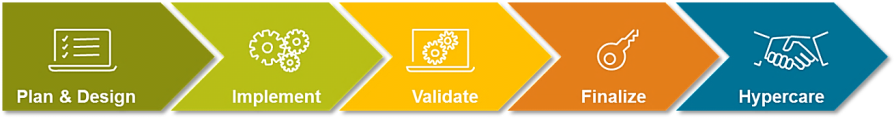 Plan & Design
Implement
Validate
Finalize
Hypercare